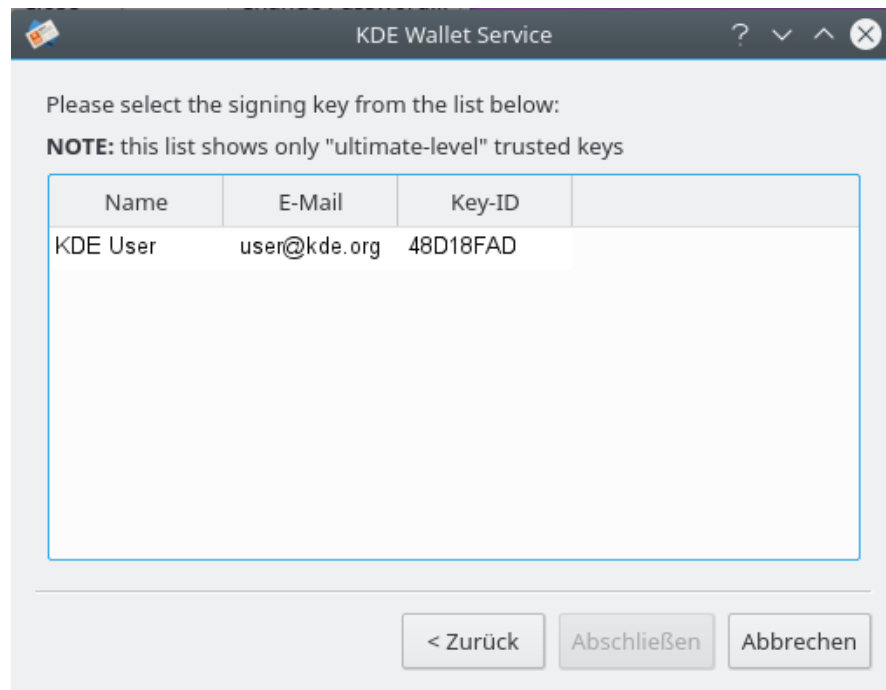 KDE Wallet Service
Please select the signing key from the list below:
NOTE: this list shows only "ultimate-level" trusted keys
Name E-Mail Key-ID
KDE User user@kde.org 48D18FAD
< Zurück Abschließen Abbrechen